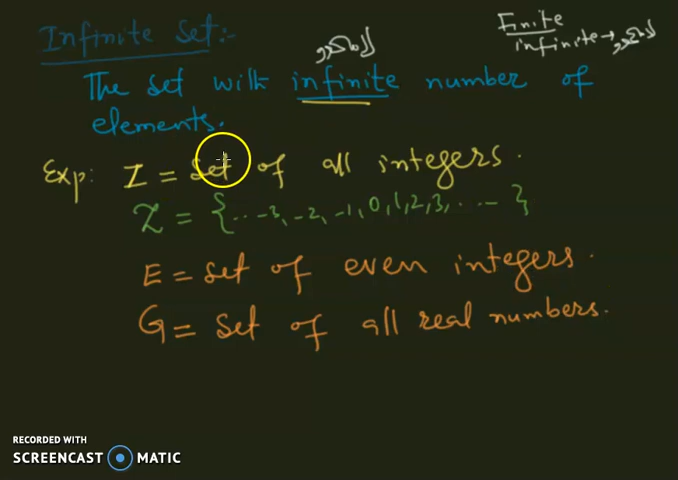 Infinite Set:-
Finite
infinite →
The set with infinite number of
elements.
Exp: Z = Set of all integers.
Z = {... -3, -2, -1, 0, 1, 2, 3, ... }
E = Set of even integers.
G = Set of all real numbers.
RECORDED WITH
SCREENCAST MATIC